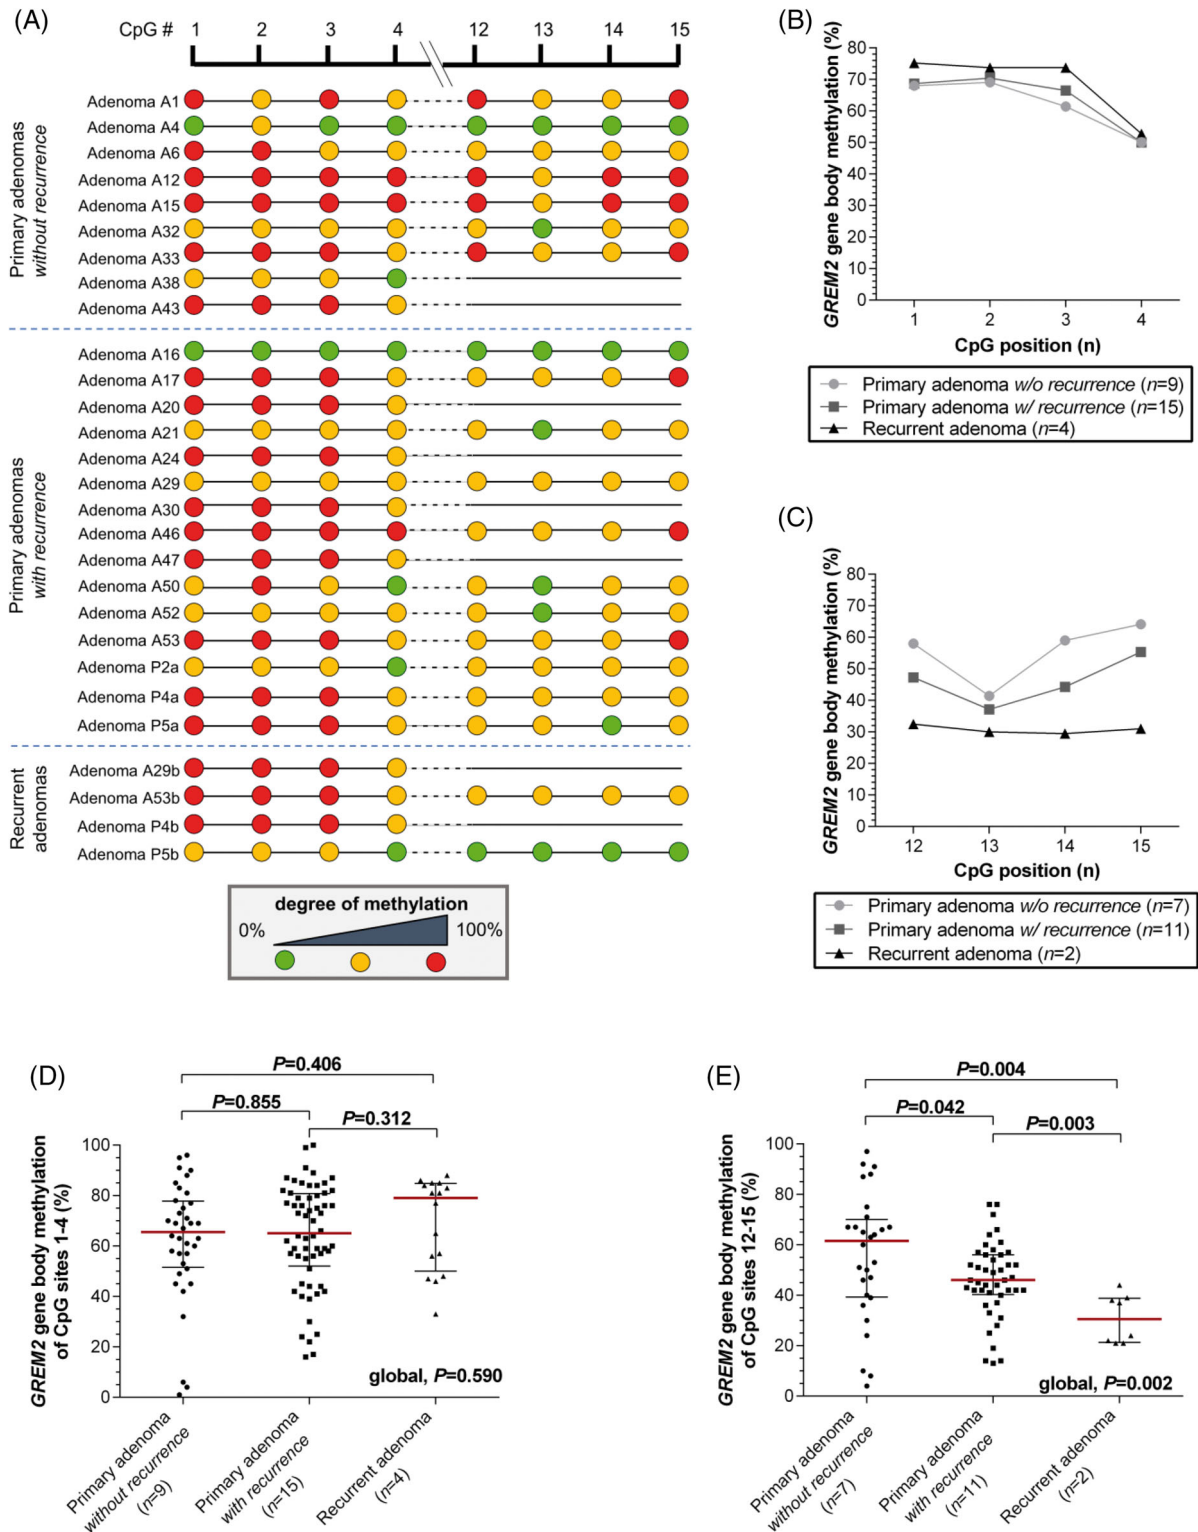 (A)
CpG # 1 2 3 4 12 13 14 15
Primary adenomas
without recurrence
Adenoma A1
Adenoma A4
Adenoma A6
Adenoma A12
Adenoma A15
Adenoma A32
Adenoma A33
Adenoma A38
Adenoma A43
Primary adenomas
with recurrence
Adenoma A16
Adenoma A17
Adenoma A20
Adenoma A21
Adenoma A24
Adenoma A29
Adenoma A30
Adenoma A46
Adenoma A47
Adenoma A50
Adenoma A52
Adenoma A53
Adenoma P2a
Adenoma P4a
Adenoma P5a
Recurrent
adenomas
Adenoma A29b
Adenoma A53b
Adenoma P4b
Adenoma P5b
degree of methylation
0% 100%
(B)
GREM2 gene body methylation (%)
80
70
60
50
40
30
20
10
0
1 2 3 4
CpG position (n)
Primary adenoma w/o recurrence (n=9)
Primary adenoma w/ recurrence (n=15)
Recurrent adenoma (n=4)
(C)
GREM2 gene body methylation (%)
80
70
60
50
40
30
20
10
0
12 13 14 15
CpG position (n)
Primary adenoma w/o recurrence (n=7)
Primary adenoma w/ recurrence (n=11)
Recurrent adenoma (n=2)
(D)
P=0.406
P=0.855
P=0.312
GREM2 gene body methylation
of CpG sites 1-4 (%)
100
80
60
40
20
0
global, P=0.590
Primary adenoma
without recurrence
(n=9)
Primary adenoma
with recurrence
(n=15)
Recurrent adenoma
(n=4)
(E)
P=0.004
P=0.042
P=0.003
GREM2 gene body methylation
of CpG sites 12-15 (%)
100
80
60
40
20
0
global, P=0.002
Primary adenoma
without recurrence
(n=7)
Primary adenoma
with recurrence
(n=11)
Recurrent adenoma
(n=2)